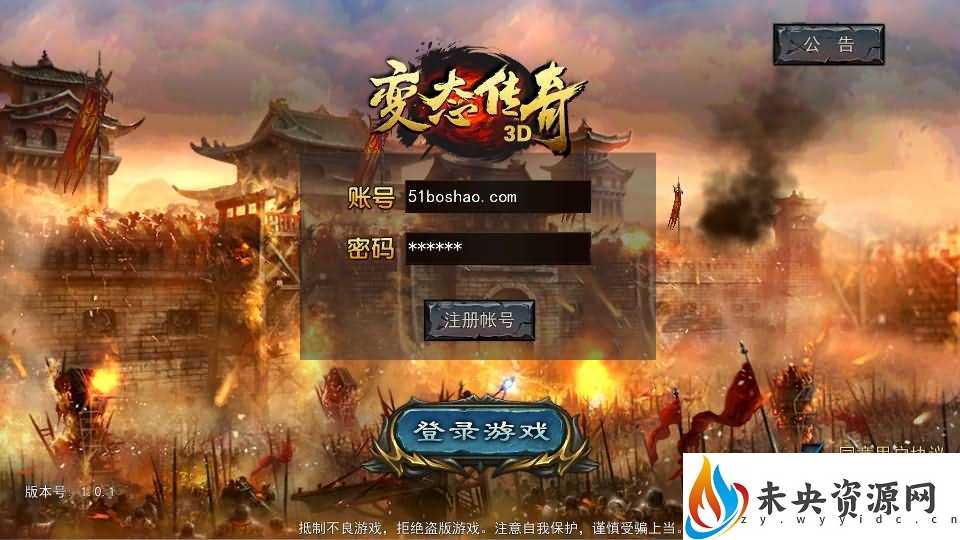 公 告
变态传奇
3D
账号 51boshao.com
密码 ******
注册帐号
登录游戏
版本号 1.0.1
抵制不良游戏，拒绝盗版游戏。注意自我保护，谨慎受骗上当。
未央资源网
zy.wyyidc.cn